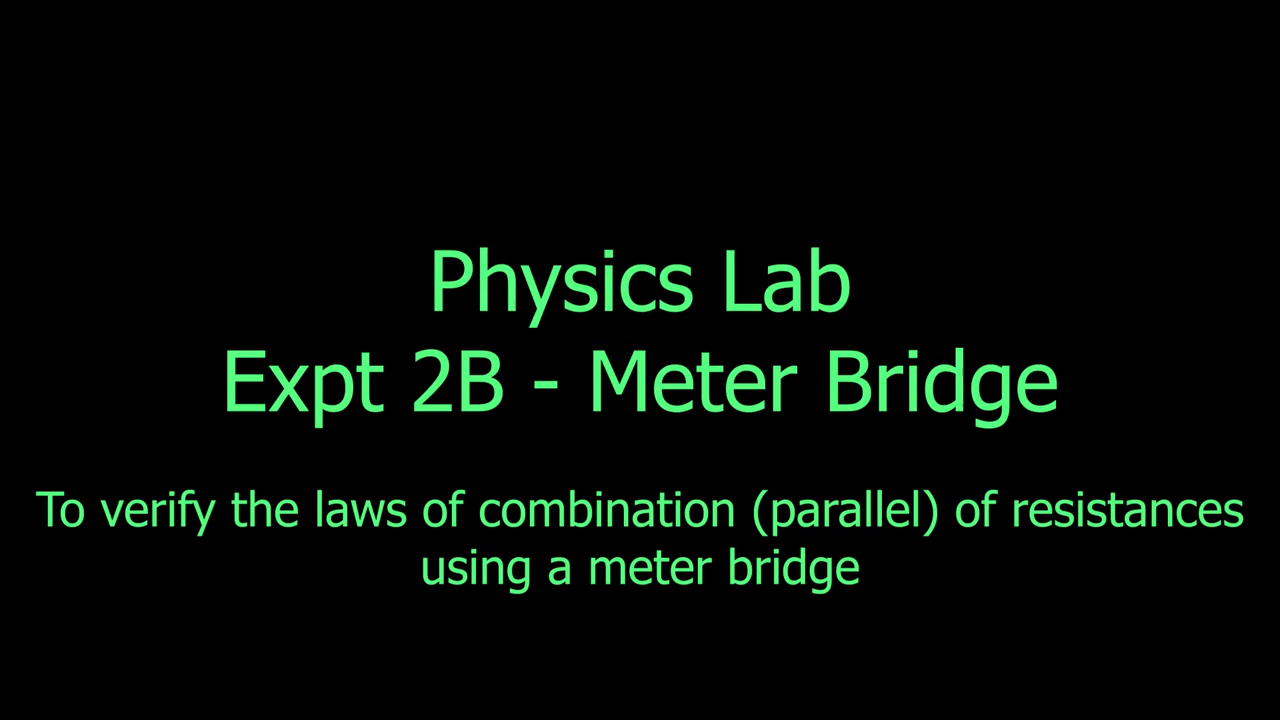 Physics Lab
Expt 2B - Meter Bridge
To verify the laws of combination (parallel) of resistances
using a meter bridge